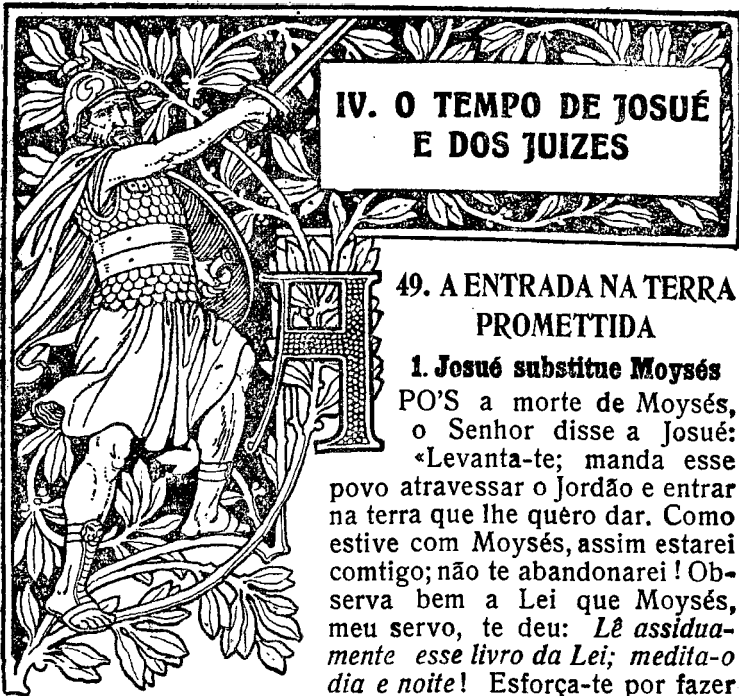 IV. O TEMPO DE JOSUÉ
E DOS JUIZES
49. A ENTRADA NA TERRA
PROMETTIDA
1. Josué substitue Moysés
APO'S a morte de Moysés,
o Senhor disse a Josué:
«Levanta-te; manda esse
povo atravessar o Jordão e entrar
na terra que lhe quéro dar. Como
estive com Moysés, assim estarei
comtigo; não te abandonarei! Ob-
serva bem a Lei que Moysés,
meu servo, te deu: Lê assidua-
mente esse livro da Lei; medita-o
dia e noite! Esforça-te por fazer